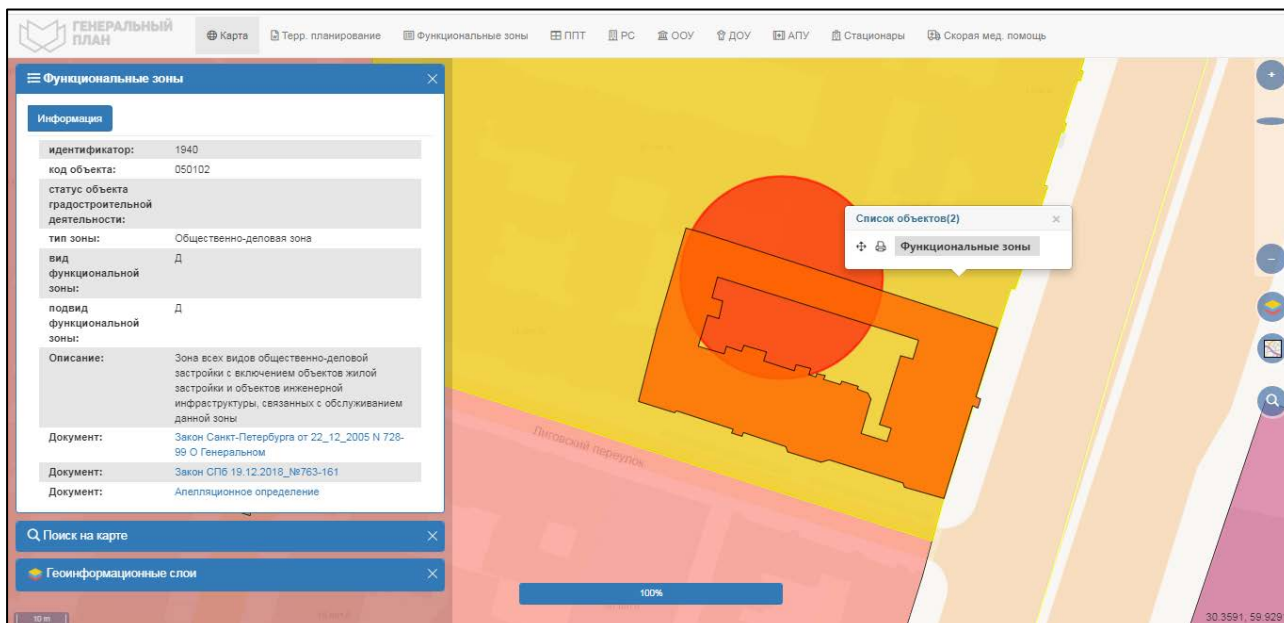 ГЕНЕРАЛЬНЫЙ
ПЛАН
Карта Терр. планирование Функциональные зоны ППТ РС ООУ ДОУ АПУ Стационары Скорая мед. помощь
Функциональные зоны
Информация
идентификатор: 1940
код объекта: 050102
статус объекта
градостроительной
деятельности:
тип зоны: Общественно-деловая зона
вид Д
функциональной
зоны:
подвид Д
функциональной
зоны:
Описание: Зона всех видов общественно-деловой
застройки с включением объектов жилой
застройки и объектов инженерной
инфраструктуры, связанных с обслуживанием
данной зоны
Документ: Закон Санкт-Петербурга от 22_12_2005 N 728-
99 О Генеральном
Документ: Закон СПб 19.12.2018_№763-161
Документ: Апелляционное определение
Поиск на карте
Геоинформационные слои
Список объектов(2)
Функциональные зоны
Лиговский переулок
100%
10 m
30.3591, 59.929